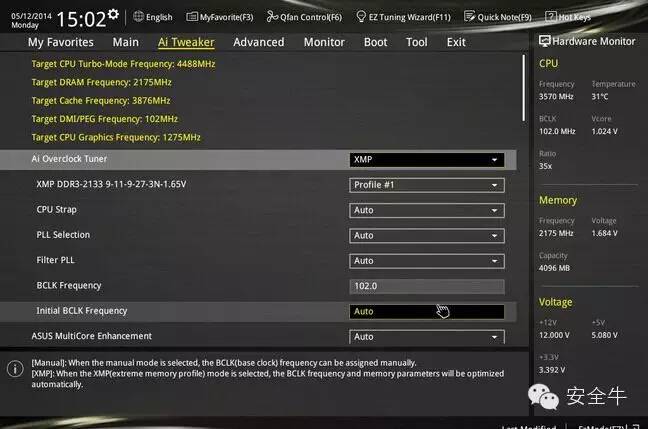 05/12/2014
Monday
15:02
English
MyFavorite(F3)
Qfan Control(F6)
EZ Tuning Wizard(F11)
Quick Note(F9)
Hot Keys
My Favorites
Main
Ai Tweaker
Advanced
Monitor
Boot
Tool
Exit
Target CPU Turbo-Mode Frequency: 4488MHz
Target DRAM Frequency: 2175MHz
Target Cache Frequency: 3876MHz
Target DMI/PEG Frequency: 102MHz
Target CPU Graphics Frequency: 1275MHz
Ai Overclock Tuner
XMP
XMP DDR3-2133 9-11-9-27-3N-1.65V
Profile #1
CPU Strap
Auto
PLL Selection
Auto
Filter PLL
Auto
BCLK Frequency
102.0
Initial BCLK Frequency
Auto
ASUS MultiCore Enhancement
Auto
[Manual]: When the manual mode is selected, the BCLK(base clock) frequency can be assigned manually.
[XMP]: When the XMP(extreme memory profile) mode is selected, the BCLK frequency and memory parameters will be optimized
automatically.
Hardware Monitor
CPU
Frequency
Temperature
3570 MHz
31°C
BCLK
Vcore
102.0 MHz
1.024 V
Ratio
35x
Memory
Frequency
Voltage
2175 MHz
1.684 V
Capacity
4096 MB
Voltage
+12V
+5V
12.000 V
5.080 V
+3.3V
3.392 V
安全牛
Last Modified
EzMode(F7)